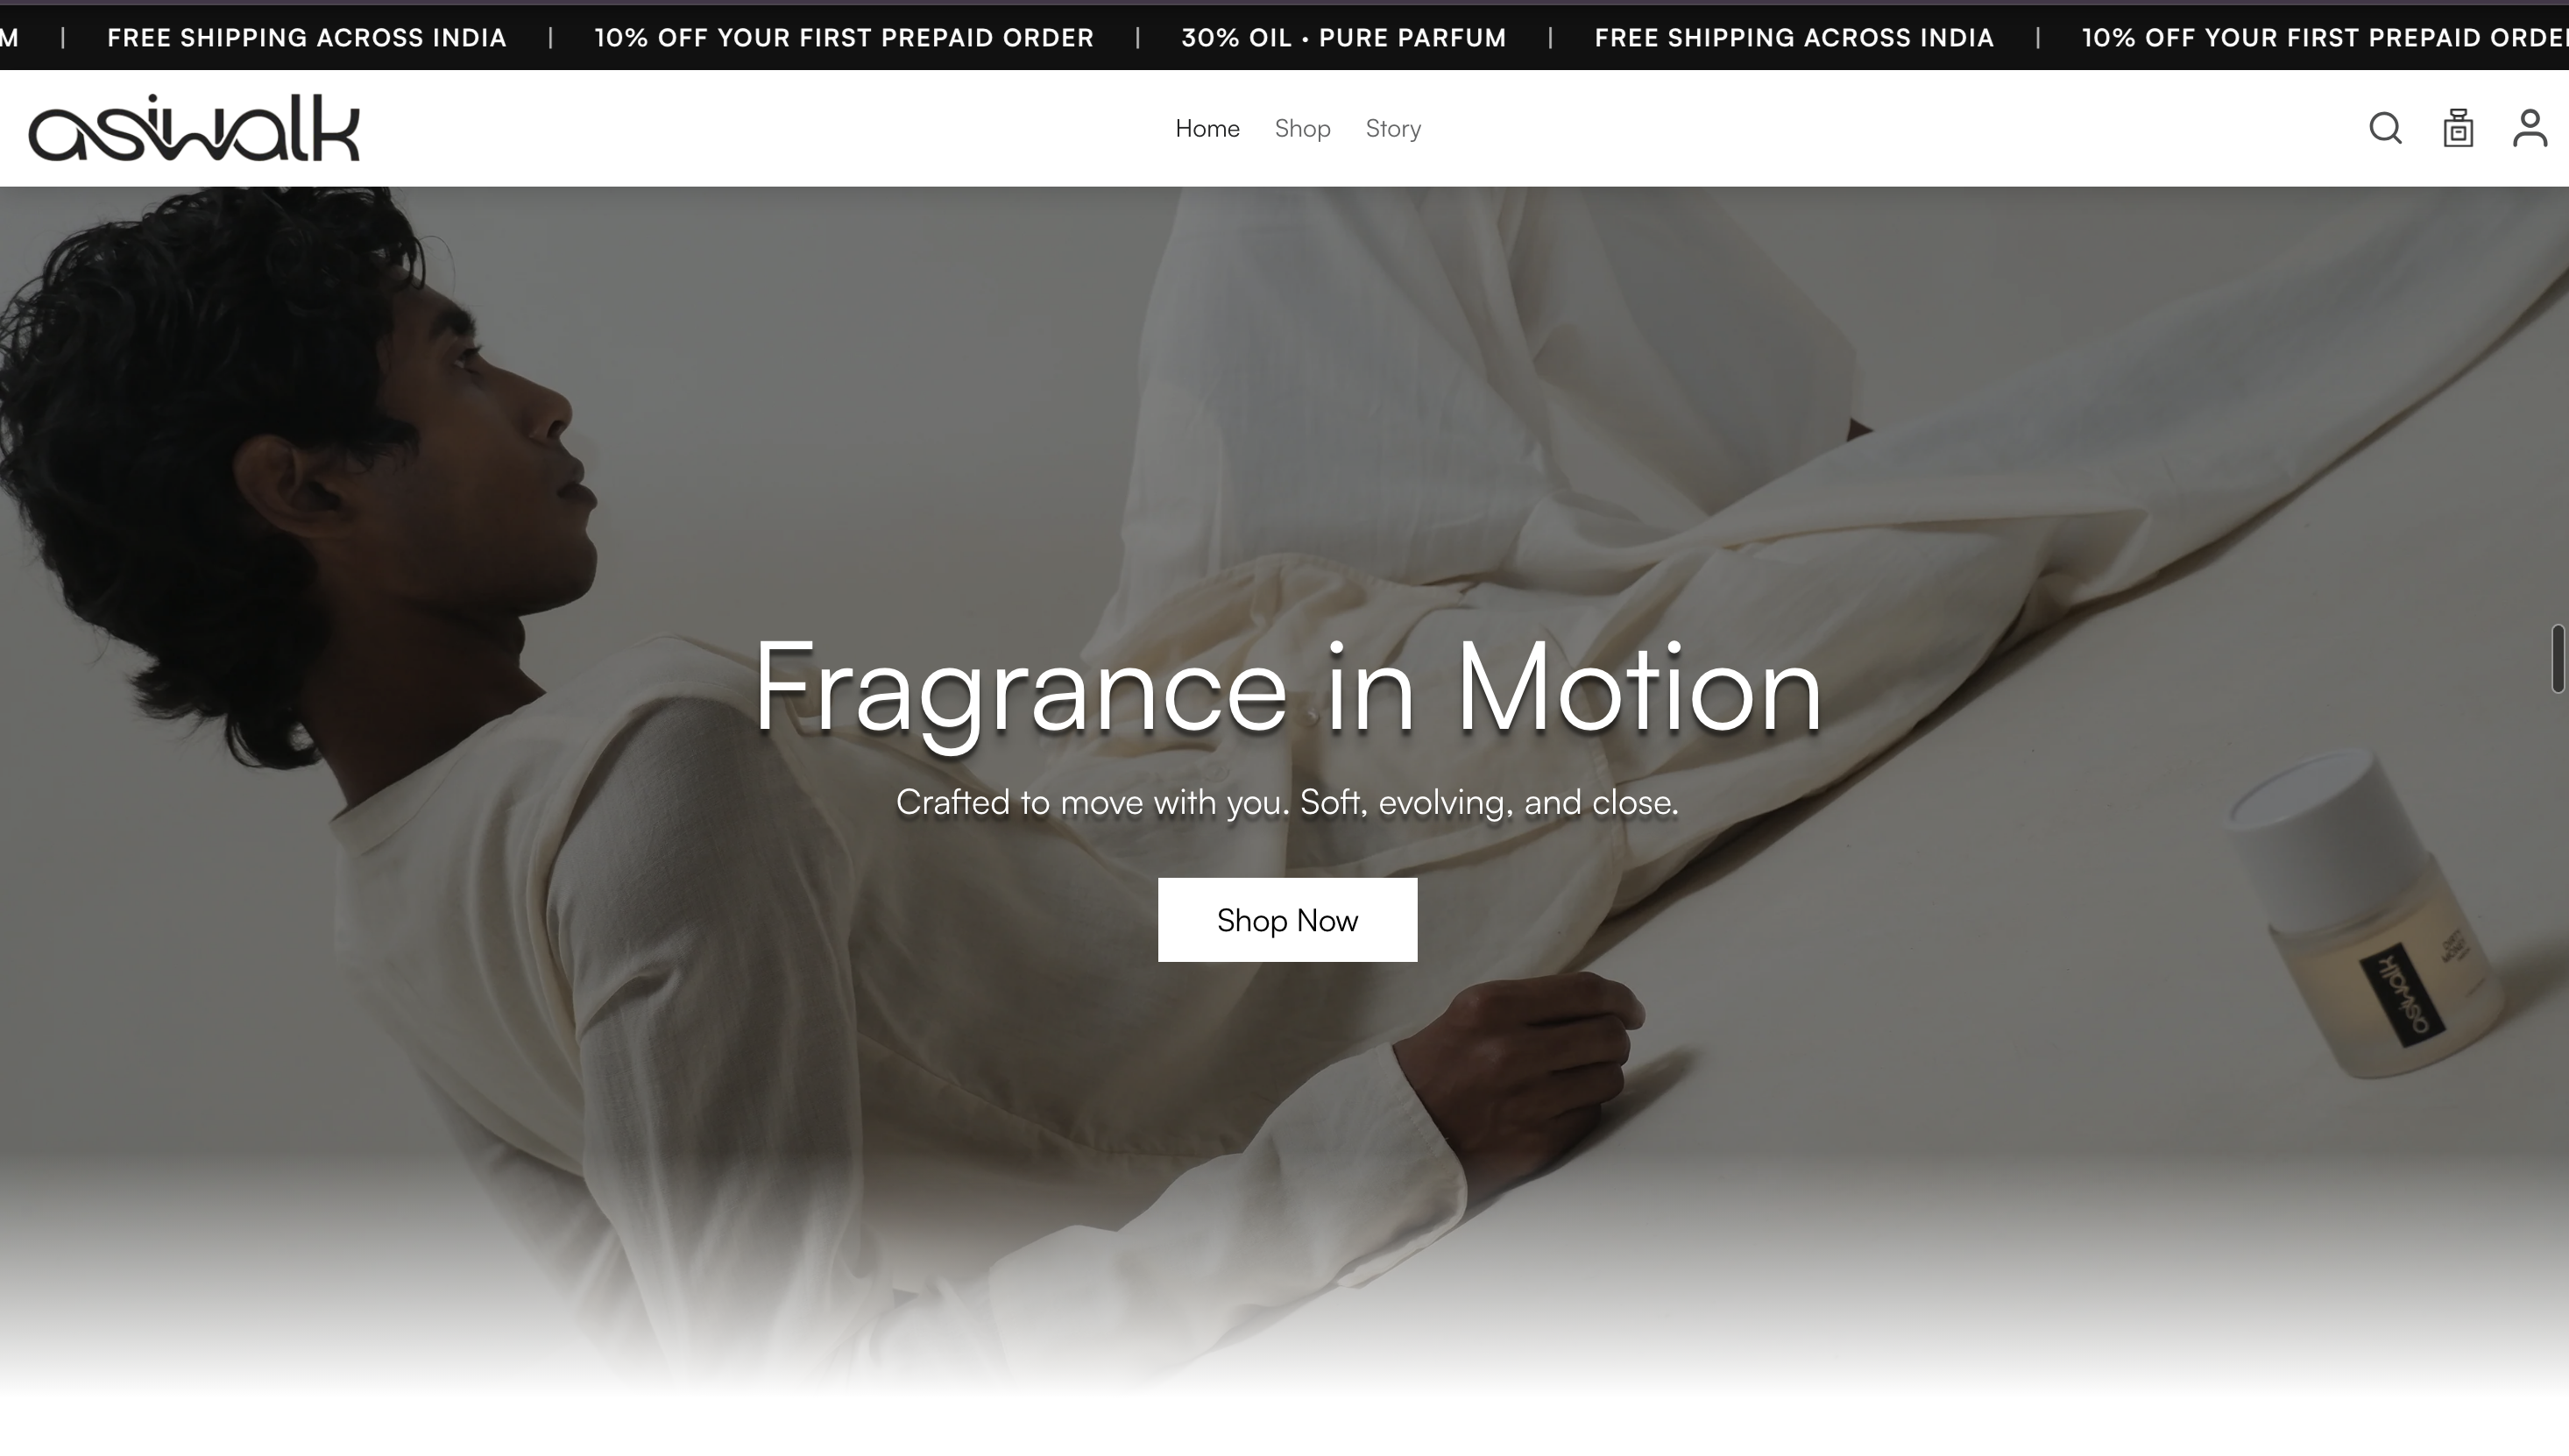 M | FREE SHIPPING ACROSS INDIA | 10% OFF YOUR FIRST PREPAID ORDER | 30% OIL • PURE PARFUM | FREE SHIPPING ACROSS INDIA | 10% OFF YOUR FIRST PREPAID ORDE
asiwalk
Home Shop Story
Fragrance in Motion
Crafted to move with you. Soft, evolving, and close.
Shop Now
asiwalk